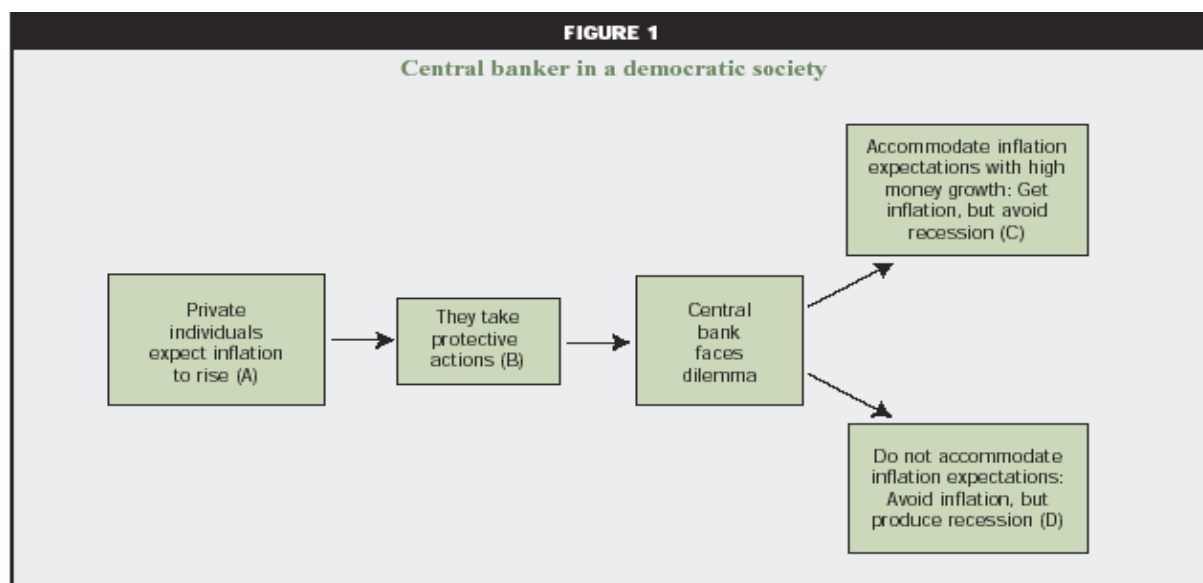 FIGURE 1
Central banker in a democratic society
Private
individuals
expect inflation
to rise (A)
They take
protective
actions (B)
Central
bank
faces
dilemma
Accommodate inflation
expectations with high
money growth: Get
inflation, but avoid
recession (C)
Do not accommodate
inflation expectations:
Avoid inflation, but
produce recession (D)